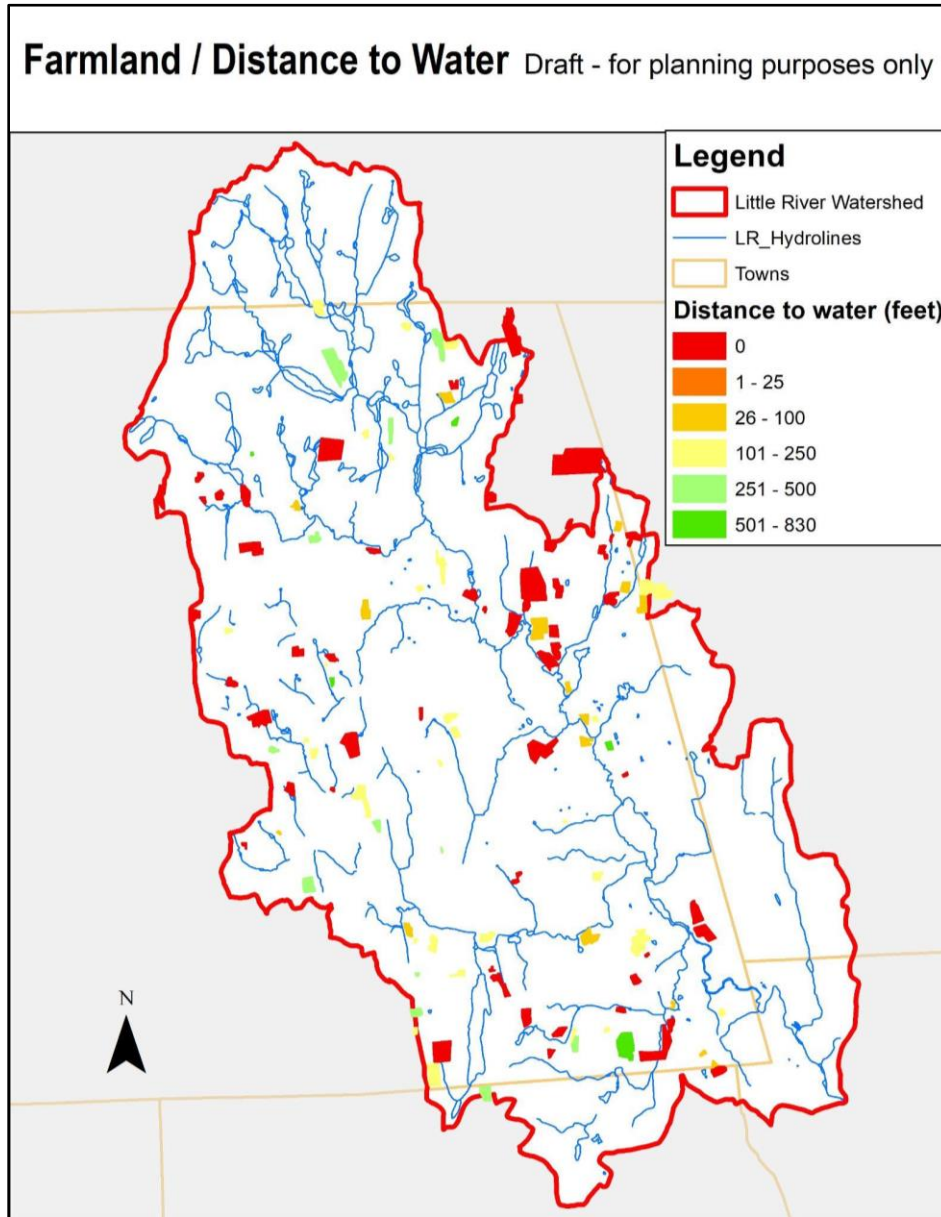 Farmland / Distance to Water Draft - for planning purposes only
Legend
Little River Watershed
LR_Hydrolines
Towns
Distance to water (feet)
0
1 - 25
26 - 100
101 - 250
251 - 500
501 - 830
N